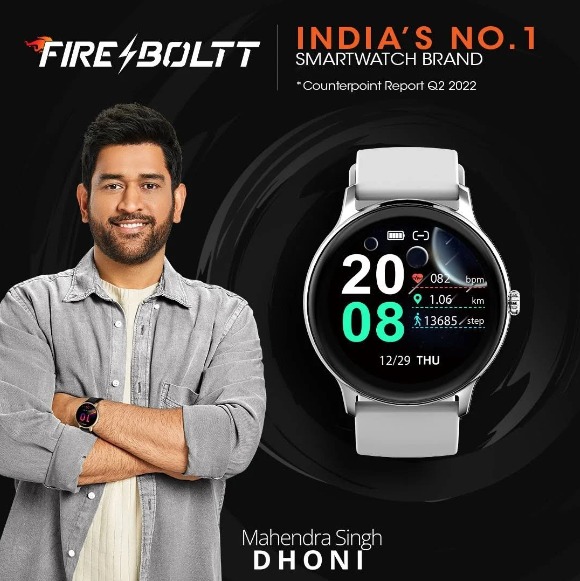 FIRE BOLTT
INDIA'S NO.1
SMARTWATCH BRAND
*Counterpoint Report Q2 2022
20
08
082 bpm
1.06 km
13685 step
12/29 THU
Mahendra Singh
DHONI